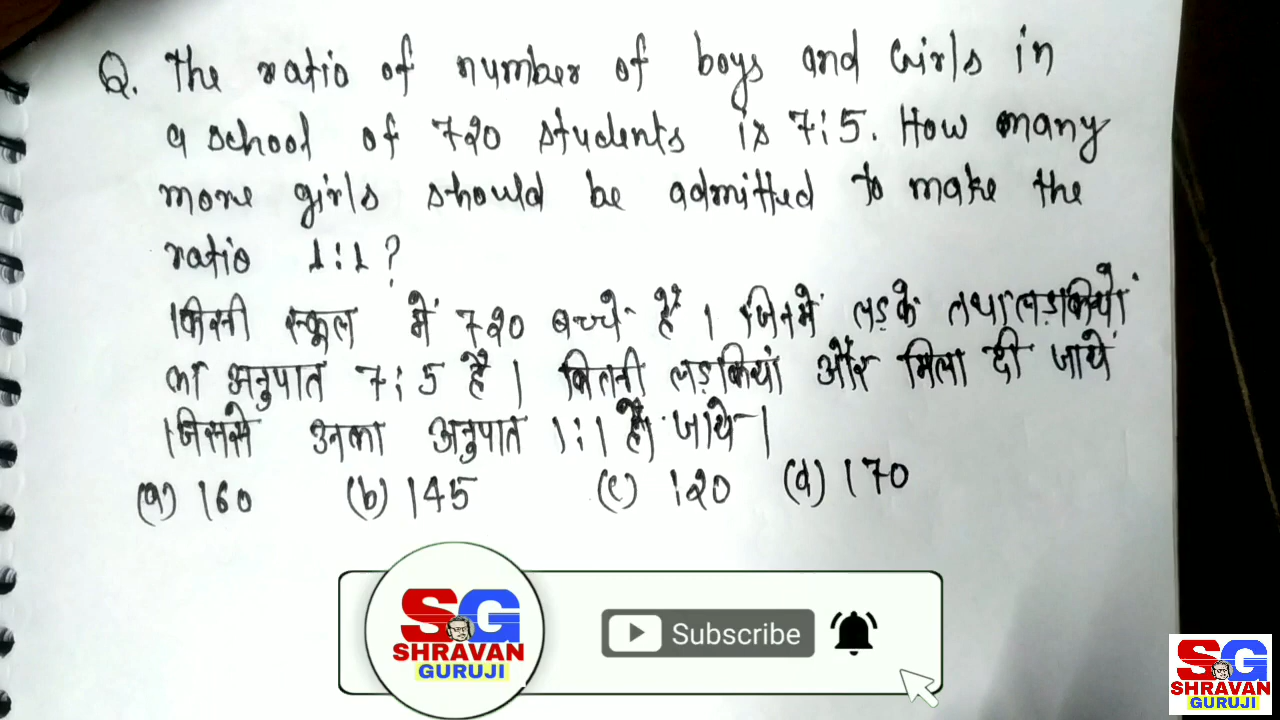 Q. The ratio of number of boys and Girls in
a school of 720 students is 7:5. How many
more girls should be admitted to make the
ratio 1:1?
किसी स्कूल में 720 बच्चे हैं । जिनमें लड़के तथा लड़कियों
का अनुपात 7:5 है । कितनी लड़कियां और मिला दी जायें
जिससे उनका अनुपात 1:1 हो जाये ।
(a) 160 (b) 145 (c) 120 (d) 170
SG
SHRAVAN
GURUJI
Subscribe
SG
SHRAVAN
GURUJI